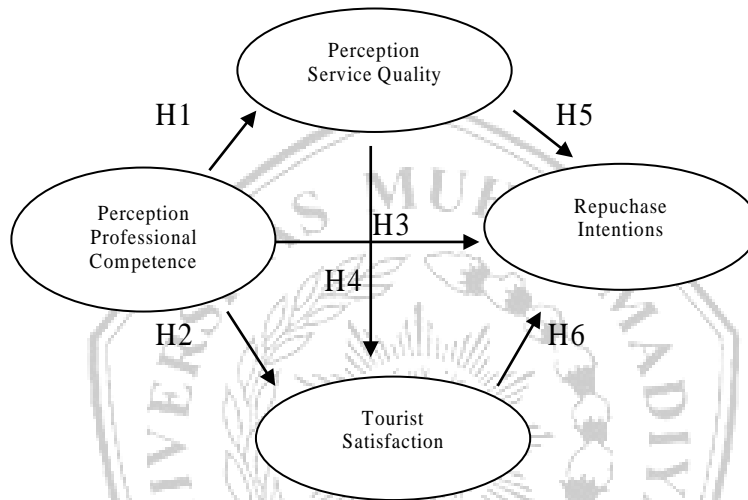 Perception
Service Quality
H1
H5
Perception
Professional
Competence
H3
Repuchase
Intentions
H4
H2
H6
Tourist
Satisfaction